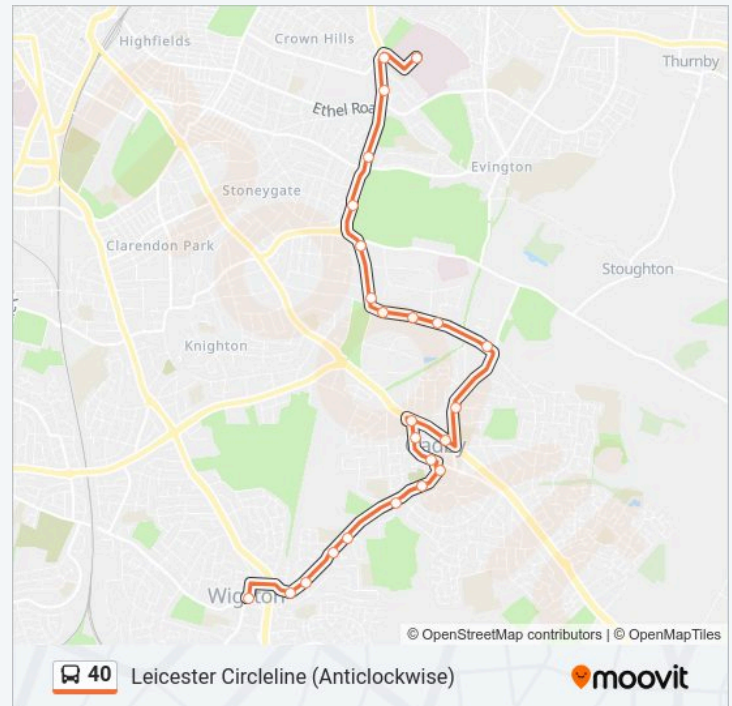 Highfields
Crown Hills
Thurnby
Ethel Roa
Evington
Stoneygate
Clarendon Park
Stoughton
Knighton
Wigston
© OpenStreetMap contributors | © OpenMapTiles
40 Leicester Circleline (Anticlockwise)
moovit